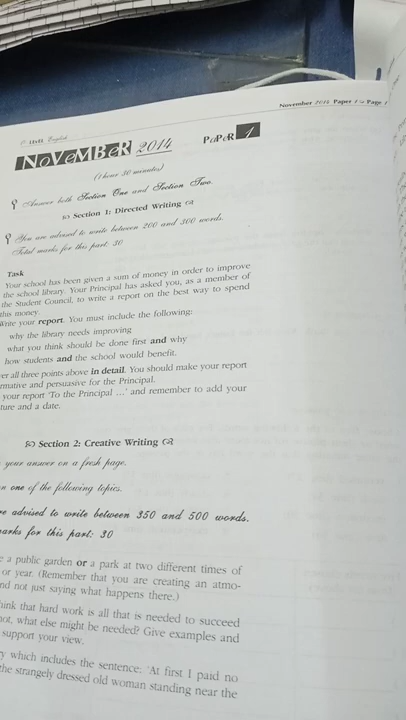 November 2014 Paper 1 Page 1
O Level English
NOVEMBER 2014 PAPER 1
(1 hour 30 minutes)
Answer both Section One and Section Two.
Section 1: Directed Writing
You are advised to write between 200 and 300 words.
Total marks for this part: 30
Task
Your school has been given a sum of money in order to improve
the school library. Your Principal has asked you, as a member of
the Student Council, to write a report on the best way to spend
this money.
Write your report. You must include the following:
why the library needs improving
what you think should be done first and why
how students and the school would benefit.
all three points above in detail. You should make your report
and persuasive for the Principal.
your report 'To the Principal ...' and remember to add your
and a date.
Section 2: Creative Writing
your answer on a fresh page.
one of the following topics.
advised to write between 350 and 500 words.
marks for this part: 30
a public garden or a park at two different times of
or year. (Remember that you are creating an atmo-
and not just saying what happens there.)
think that hard work is all that is needed to succeed
not, what else might be needed? Give examples and
support your view.
which includes the sentence: 'At first I paid no
the strangely dressed old woman standing near the